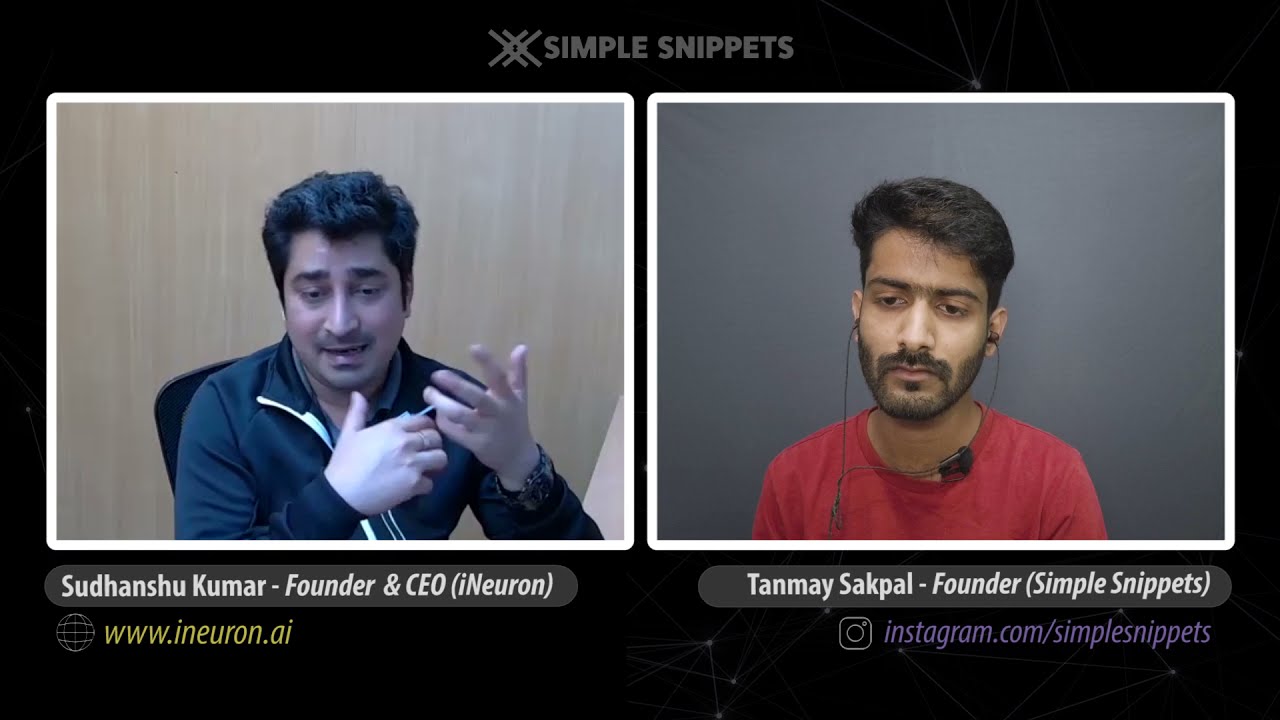 SIMPLE SNIPPETS
Sudhanshu Kumar - Founder & CEO (iNeuron)
www.ineuron.ai
Tanmay Sakpal - Founder (Simple Snippets)
instagram.com/simplesnippets